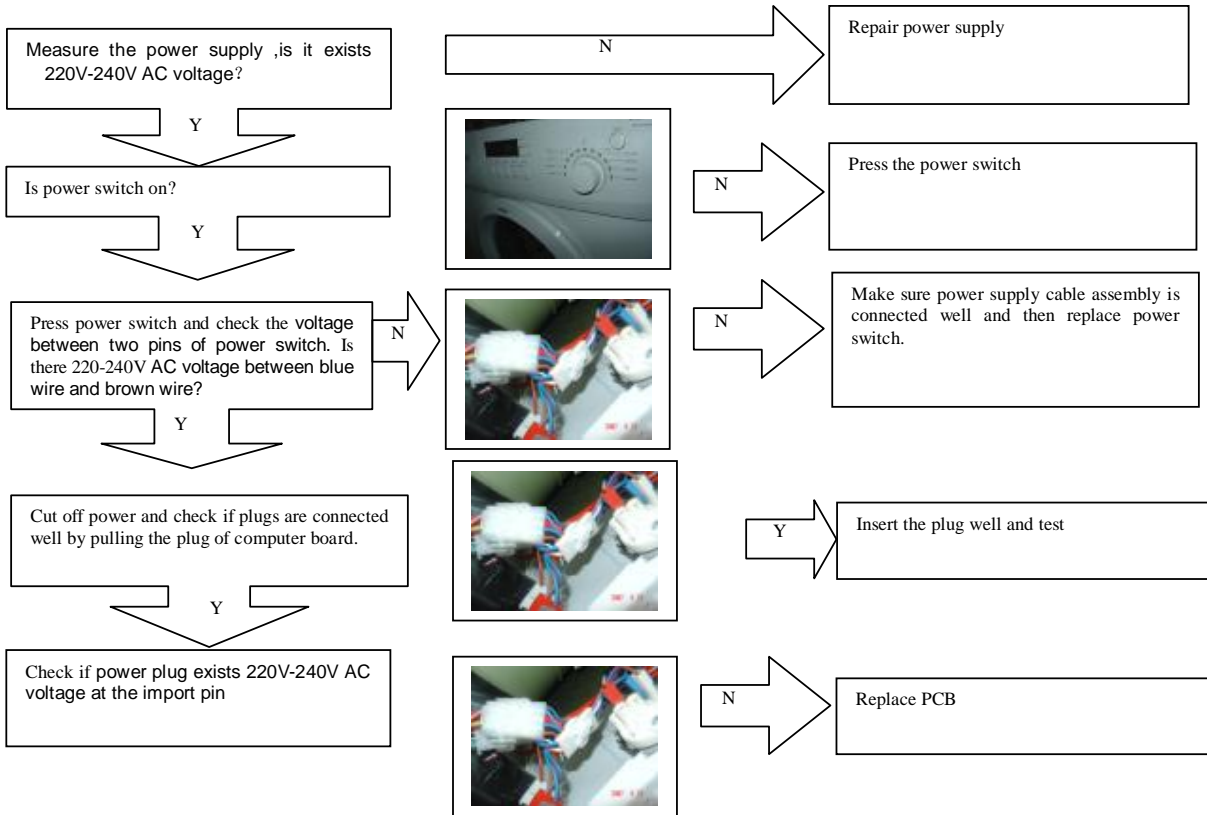 Measure the power supply ,is it exists
220V-240V AC voltage?
N
Repair power supply
Y
Is power switch on?
N
Press the power switch
Y
Press power switch and check the voltage
between two pins of power switch. Is
there 220-240V AC voltage between blue
wire and brown wire?
N
N
Make sure power supply cable assembly is
connected well and then replace power
switch.
Y
Cut off power and check if plugs are connected
well by pulling the plug of computer board.
Y
Insert the plug well and test
Y
Check if power plug exists 220V-240V AC
voltage at the import pin
N
Replace PCB